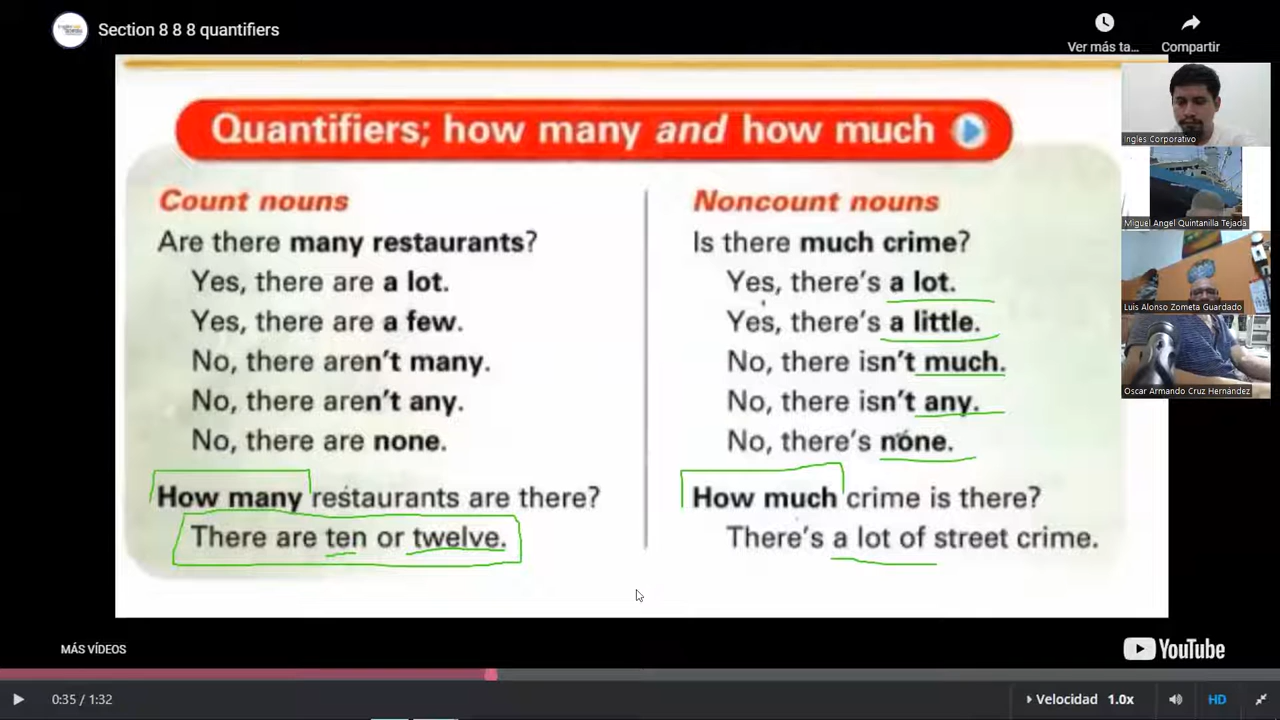 Section 8 8 8 quantifiers
Ver más ta...
Compartir
Quantifiers; how many and how much
Count nouns
Are there many restaurants?
Yes, there are a lot.
Yes, there are a few.
No, there aren't many.
No, there aren't any.
No, there are none.
How many restaurants are there?
There are ten or twelve.
Noncount nouns
Is there much crime?
Yes, there's a lot.
Yes, there's a little.
No, there isn't much.
No, there isn't any.
No, there's none.
How much crime is there?
There's a lot of street crime.
Ingles Corporativo
Miguel Angel Quintanilla Tejada
Luis Alonso Zometa Guardado
Oscar Armando Cruz Hernández
MÁS VÍDEOS
YouTube
0:35 / 1:32
Velocidad 1.0x
HD